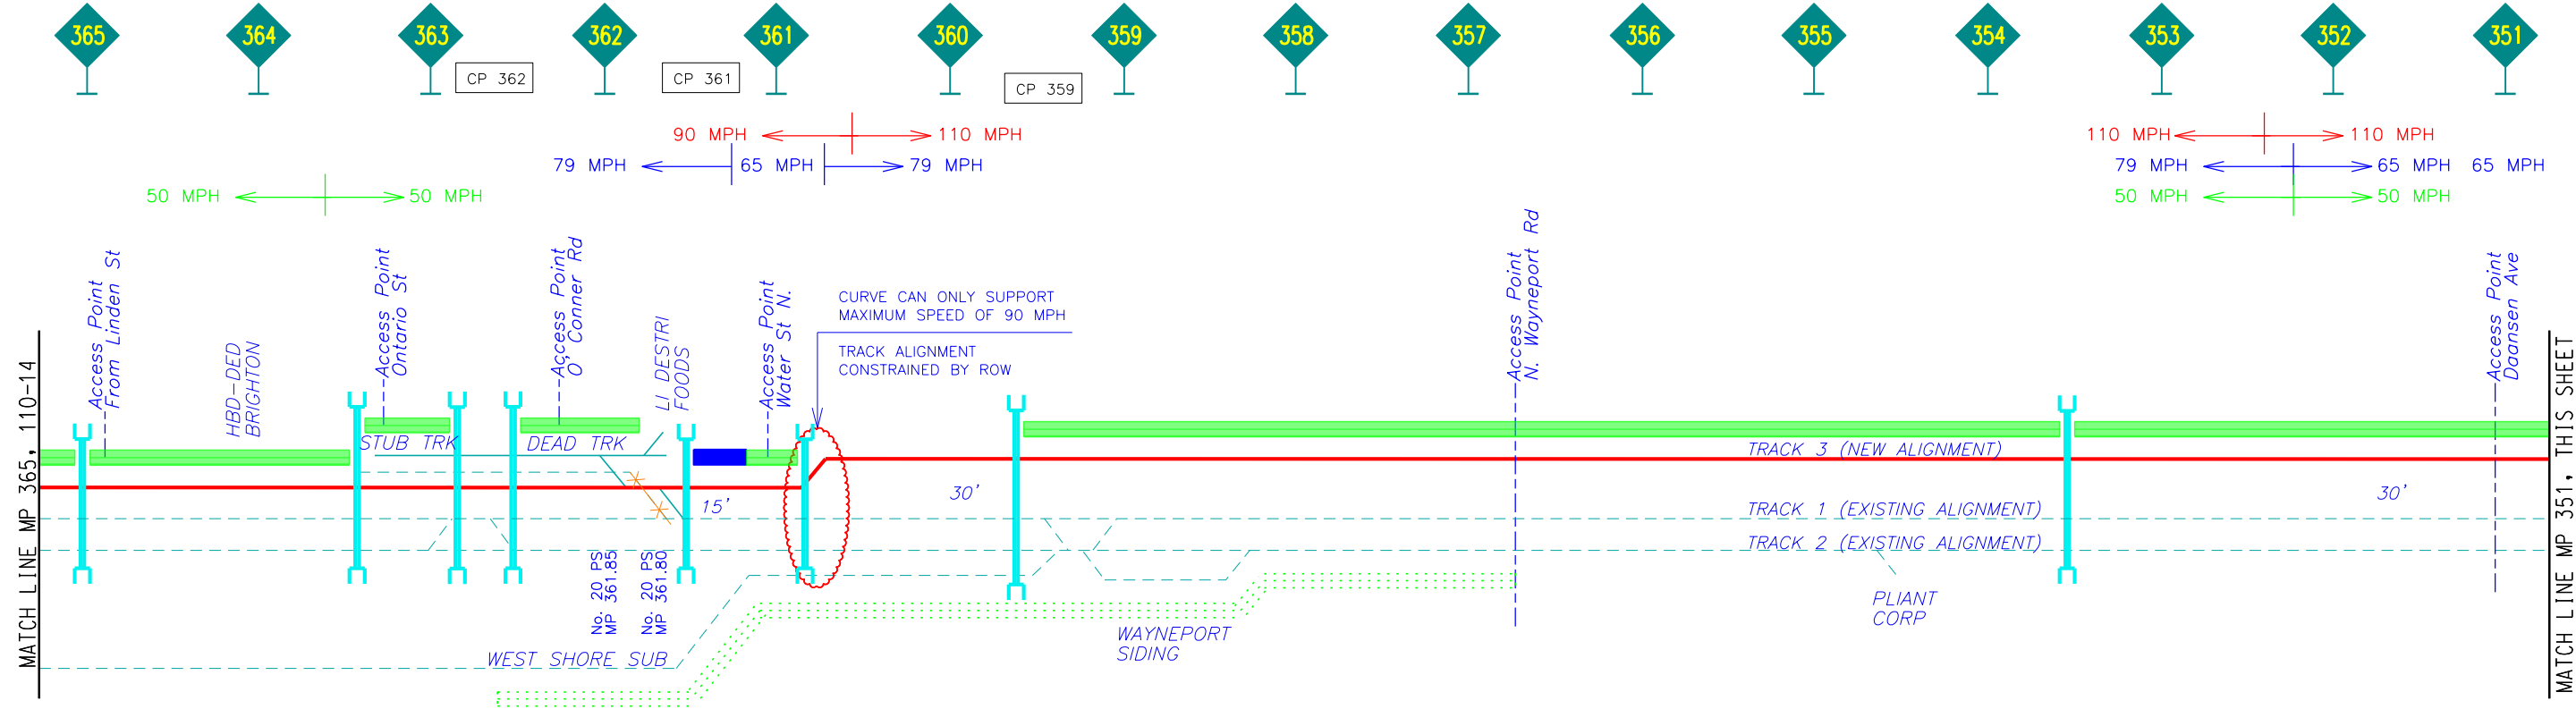 365
364
363
362
361
360
359
358
357
356
355
354
353
352
351
CP 362
CP 361
CP 359
90 MPH
110 MPH
110 MPH
110 MPH
79 MPH
65 MPH
79 MPH
79 MPH
65 MPH
65 MPH
50 MPH
50 MPH
50 MPH
50 MPH
MATCH LINE MP 365, 110-14
Access Point
From Linden St
HBD-DED
BRIGHTON
Access Point
Ontario St
Access Point
O' Conner Rd
LI DESTRI
FOODS
Access Point
Water St N.
CURVE CAN ONLY SUPPORT
MAXIMUM SPEED OF 90 MPH
TRACK ALIGNMENT
CONSTRAINED BY ROW
Access Point
N. Wayneport Rd
Access Point
Daansen Ave
MATCH LINE MP 351, THIS SHEET
STUB TRK
DEAD TRK
TRACK 3 (NEW ALIGNMENT)
15'
30'
30'
TRACK 1 (EXISTING ALIGNMENT)
TRACK 2 (EXISTING ALIGNMENT)
No. 20 PS
MP 361.85
No. 20 PS
MP 361.80
PLIANT
CORP
WAYNEPORT
SIDING
WEST SHORE SUB